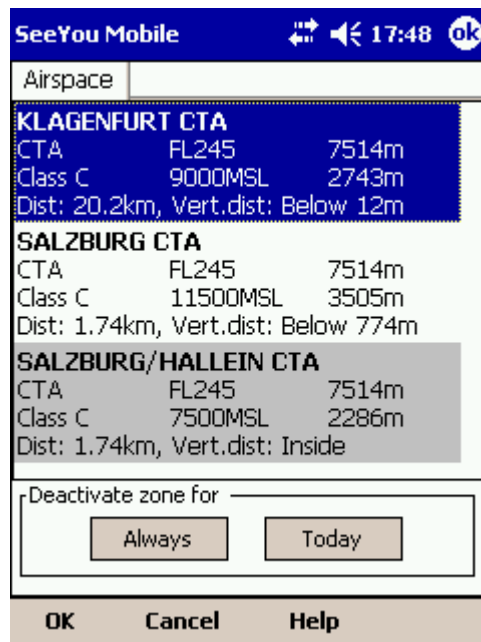 SeeYou Mobile 17:48 ok
Airspace
KLAGENFURT CTA
CTA FL245 7514m
Class C 9000MSL 2743m
Dist: 20.2km, Vert.dist: Below 12m
SALZBURG CTA
CTA FL245 7514m
Class C 11500MSL 3505m
Dist: 1.74km, Vert.dist: Below 774m
SALZBURG/HALLEIN CTA
CTA FL245 7514m
Class C 7500MSL 2286m
Dist: 1.74km, Vert.dist: Inside
Deactivate zone for
Always Today
OK Cancel Help